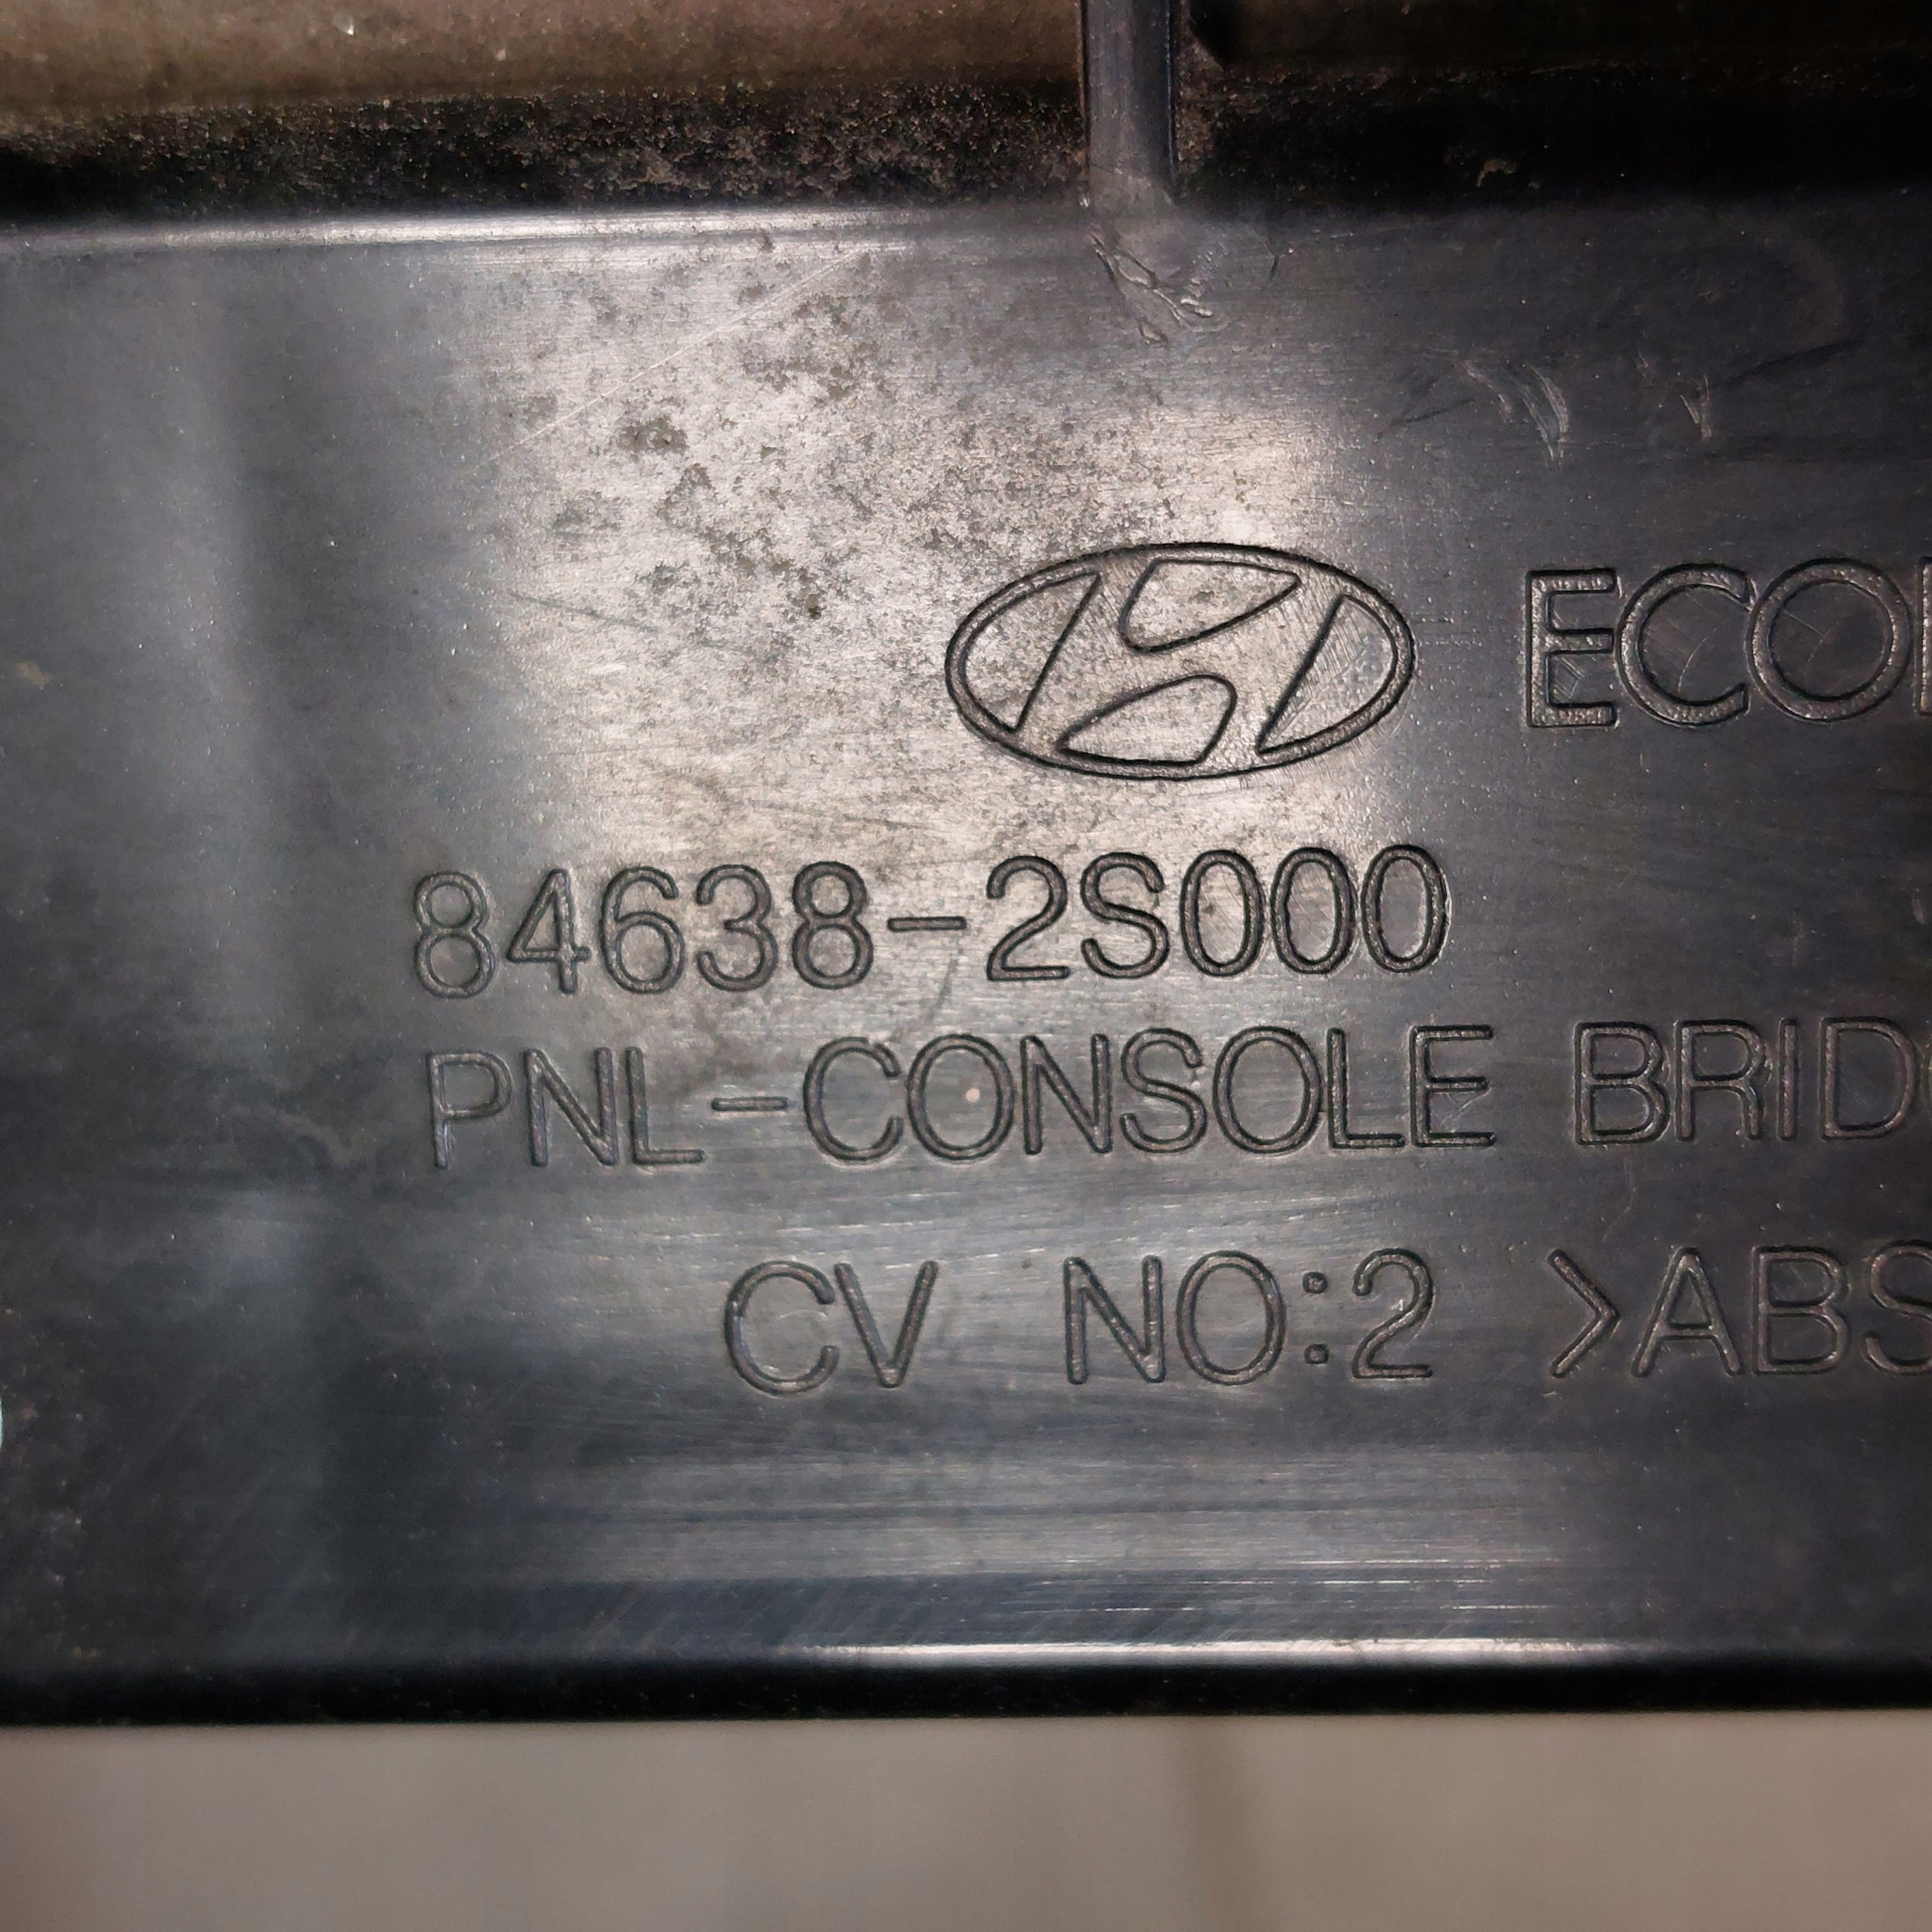 ECO
84638-2S000
PNL-CONSOLE BRID
CV NO:2 >ABS